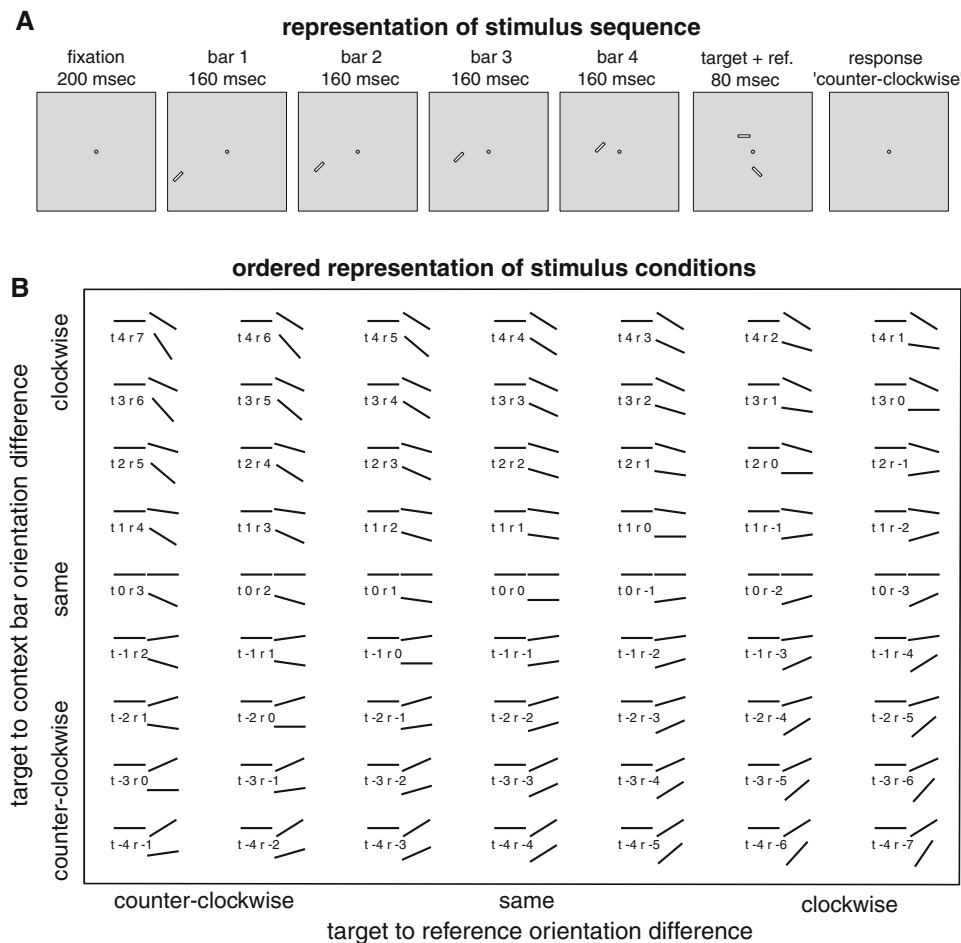 A
representation of stimulus sequence
fixation bar 1 bar 2 bar 3 bar 4 target + ref. response
200 msec 160 msec 160 msec 160 msec 160 msec 80 msec 'counter-clockwise'
ordered representation of stimulus conditions
B
target to context bar orientation difference
clockwise
same
counter-clockwise
t 4 r 7 t 4 r 6 t 4 r 5 t 4 r 4 t 4 r 3 t 4 r 2 t 4 r 1
t 3 r 6 t 3 r 5 t 3 r 4 t 3 r 3 t 3 r 2 t 3 r 1 t 3 r 0
t 2 r 5 t 2 r 4 t 2 r 3 t 2 r 2 t 2 r 1 t 2 r 0 t 2 r -1
t 1 r 4 t 1 r 3 t 1 r 2 t 1 r 1 t 1 r 0 t 1 r -1 t 1 r -2
t 0 r 3 t 0 r 2 t 0 r 1 t 0 r 0 t 0 r -1 t 0 r -2 t 0 r -3
t -1 r 2 t -1 r 1 t -1 r 0 t -1 r -1 t -1 r -2 t -1 r -3 t -1 r -4
t -2 r 1 t -2 r 0 t -2 r -1 t -2 r -2 t -2 r -3 t -2 r -4 t -2 r -5
t -3 r 0 t -3 r -1 t -3 r -2 t -3 r -3 t -3 r -4 t -3 r -5 t -3 r -6
t -4 r -1 t -4 r -2 t -4 r -3 t -4 r -4 t -4 r -5 t -4 r -6 t -4 r -7
counter-clockwise same clockwise
target to reference orientation difference